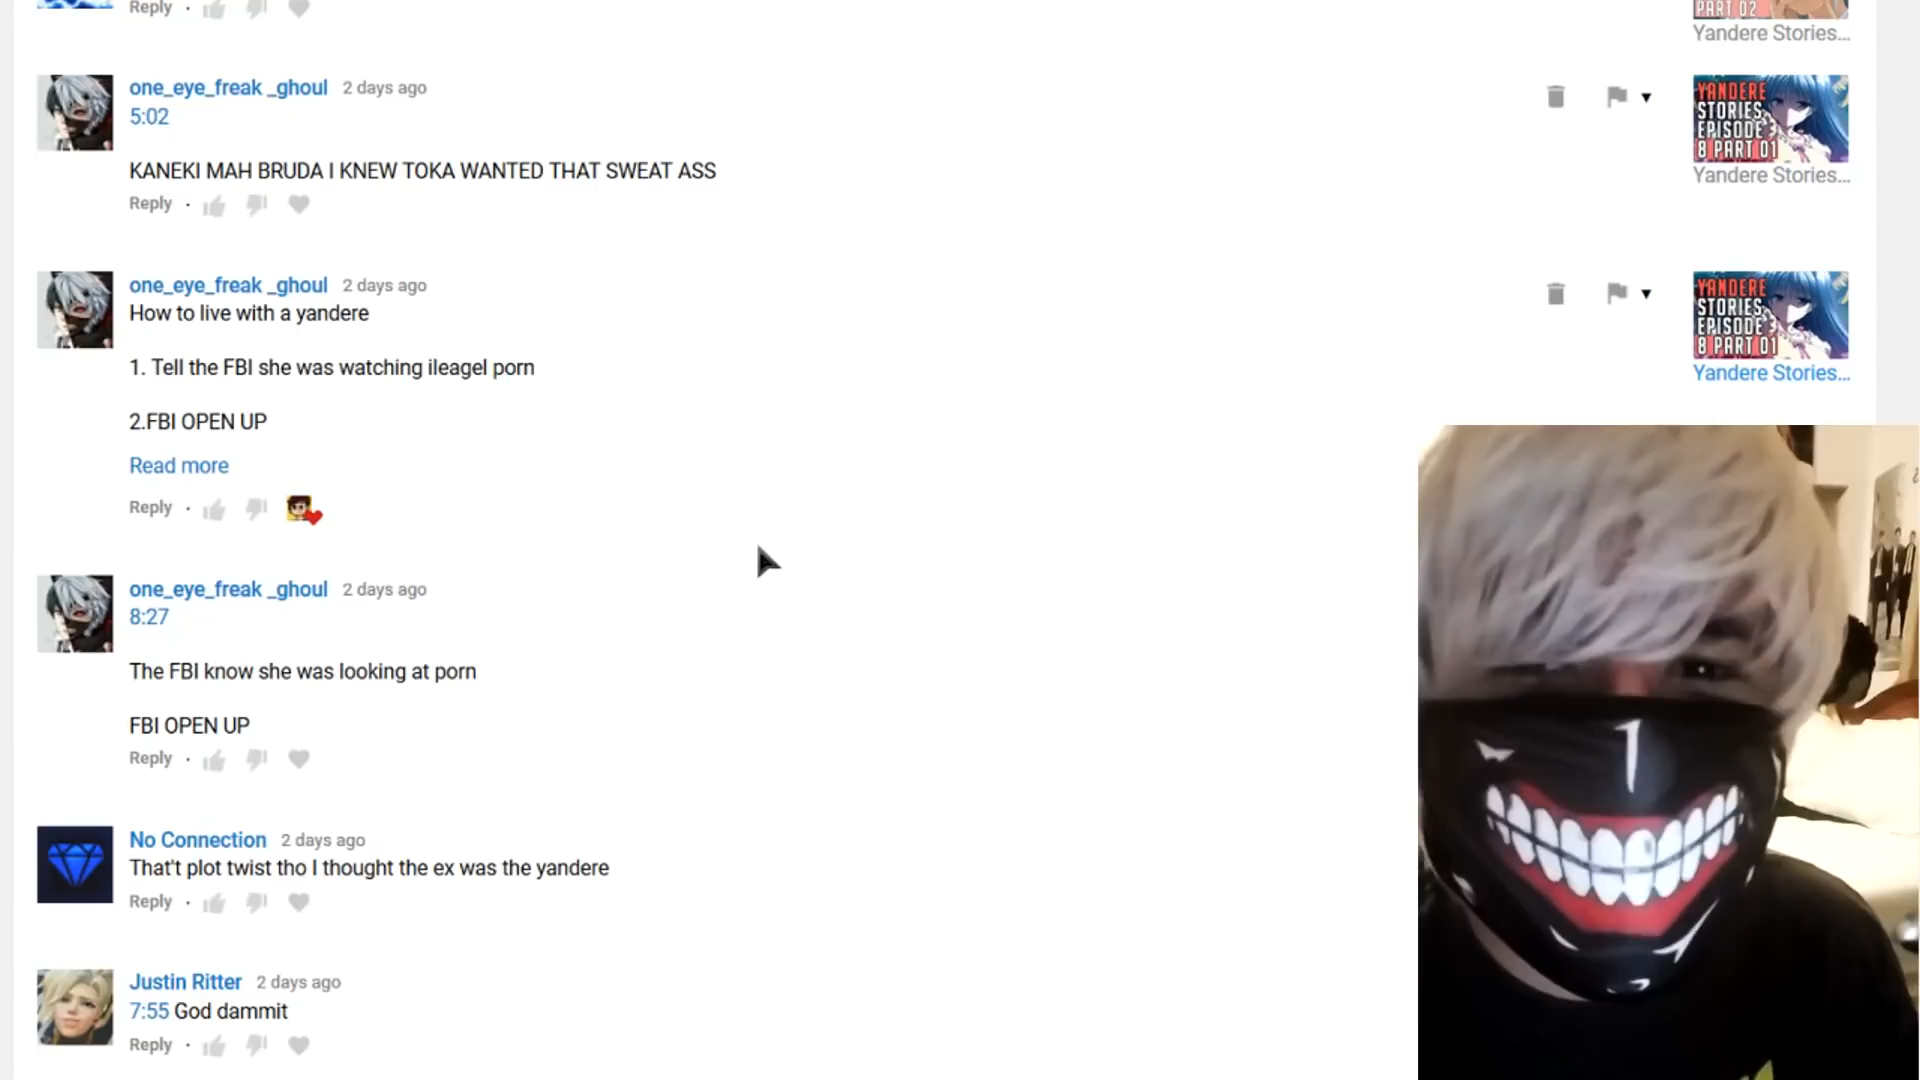 Reply
PART 02
Yandere Stories...
one_eye_freak _ghoul 2 days ago
5:02
KANEKI MAH BRUDA I KNEW TOKA WANTED THAT SWEAT ASS
Reply
YANDERE
STORIES
EPISODE
8 PART 01
Yandere Stories...
one_eye_freak _ghoul 2 days ago
How to live with a yandere
1. Tell the FBI she was watching ileagel porn
2.FBI OPEN UP
Read more
Reply
YANDERE
STORIES
EPISODE
8 PART 01
Yandere Stories...
one_eye_freak _ghoul 2 days ago
8:27
The FBI know she was looking at porn
FBI OPEN UP
Reply
No Connection 2 days ago
That't plot twist tho I thought the ex was the yandere
Reply
Justin Ritter 2 days ago
7:55 God dammit
Reply